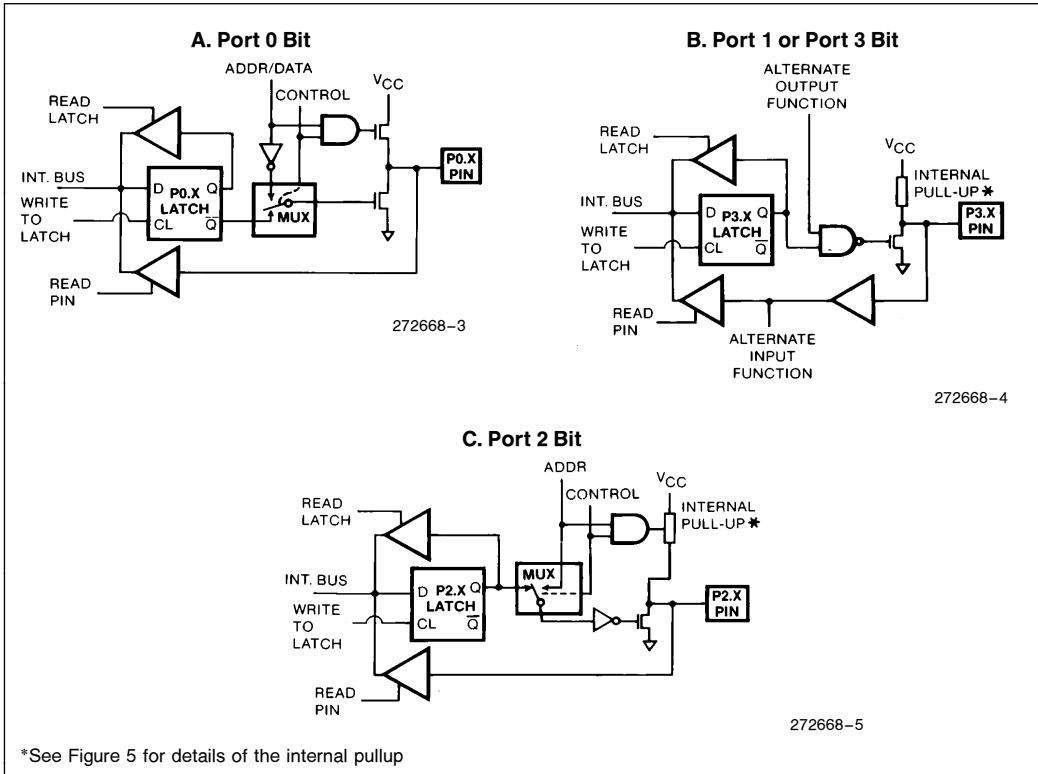 A. Port 0 Bit
ADDR/DATA
CONTROL
VCC
READ
LATCH
P0.X
PIN
INT. BUS
D P0.X Q
LATCH
MUX
WRITE
TO
LATCH
CL Q
READ
PIN
272668-3
B. Port 1 or Port 3 Bit
ALTERNATE
OUTPUT
FUNCTION
READ
LATCH
VCC
INTERNAL
PULL-UP *
INT. BUS
D P3.X Q
LATCH
P3.X
PIN
WRITE
TO
LATCH
CL Q
READ
PIN
ALTERNATE
INPUT
FUNCTION
272668-4
C. Port 2 Bit
ADDR
CONTROL
VCC
INTERNAL
PULL-UP *
READ
LATCH
MUX
INT. BUS
D P2.X Q
LATCH
P2.X
PIN
WRITE
TO
LATCH
CL Q
READ
PIN
272668-5
*See Figure 5 for details of the internal pullup